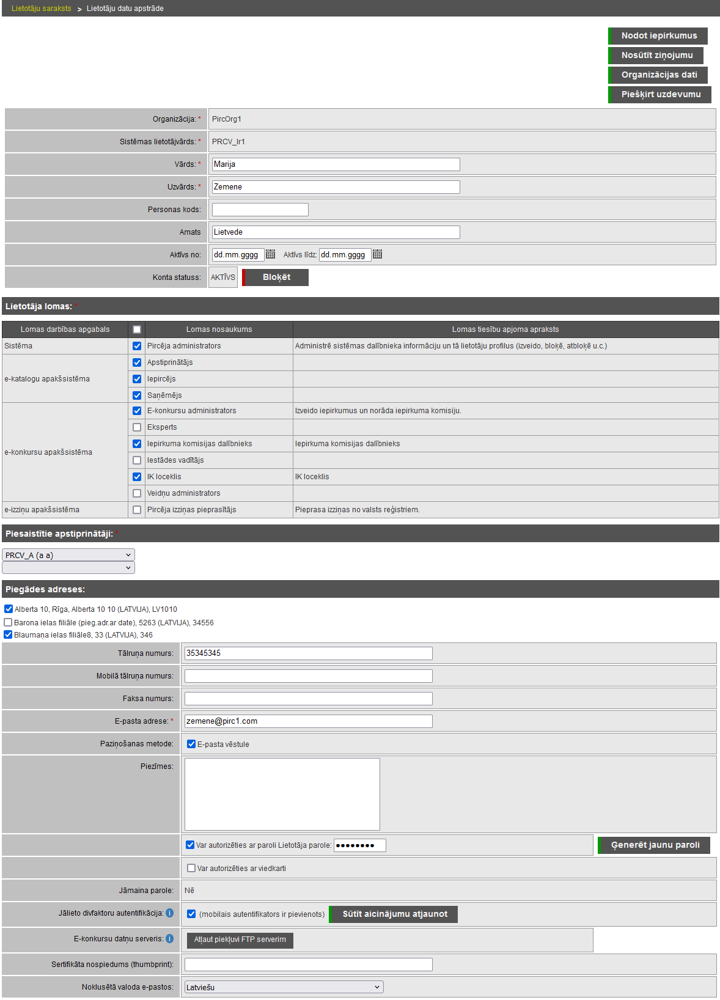 Lietotāju saraksts > Lietotāju datu apstrāde
Nodot iepirkumus
Nosūtīt ziņojumu
Organizācijas dati
Piešķirt uzdevumu
Organizācija: * PircOrg1
Sistēmas lietotājvārds: * PRCV_Ir1
Vārds: * Marija
Uzvārds: * Zemene
Personas kods:
Amats Lietvede
Aktīvs no: dd.mm.gggg Aktīvs līdz: dd.mm.gggg
Konta statuss: AKTĪVS Bloķēt
Lietotāja lomas: *
Lomas darbības apgabals Lomas nosaukums Lomas tiesību apjoma apraksts
Sistēma Pircēja administrators Administrē sistēmas dalībnieka informāciju un tā lietotāju profilus (izveido, bloķē, atbloķē u.c.)
Apstiprinātājs
e-katalogu apakšsistēma Iepircējs
Saņēmējs
E-konkursu administrators Izveido iepirkumus un norāda iepirkuma komisiju.
Eksperts
Iepirkuma komisijas dalībnieks Iepirkuma komisijas dalībnieks
e-konkursu apakšsistēma
Iestādes vadītājs
IK loceklis IK loceklis
Veidņu administrators
e-izziņu apakšsistēma Pircēja izziņas pieprasītājs Pieprasa izziņas no valsts reģistriem.
Piesaistītie apstiprinātāji: *
PRCV_A (a a)
Piegādes adreses:
Alberta 10, Rīga, Alberta 10 10 (LATVIJA), LV1010
Barona ielas filiāle (pieg.adr.ar date), 5263 (LATVIJA), 34556
Blaumaņa ielas filiāle8, 33 (LATVIJA), 346
Tālruņa numurs: 35345345
Mobilā tālruņa numurs:
Faksa numurs:
E-pasta adrese: * zemene@pirc1.com
Paziņošanas metode: E-pasta vēstule
Piezīmes:
Var autorizēties ar paroli Lietotāja parole: ●●●●●●●● Ģenerēt jaunu paroli
Var autorizēties ar viedkarti
Jāmaina parole: Nē
Jālieto divfaktoru autentifikācija: i (mobilais autentifikators ir pievienots) Sūtīt aicinājumu atjaunot
E-konkursu datņu serveris: i Atļaut piekļuvi FTP serverim
Sertifikāta nospiedums (thumbprint):
Noklusētā valoda e-pastos: Latviešu